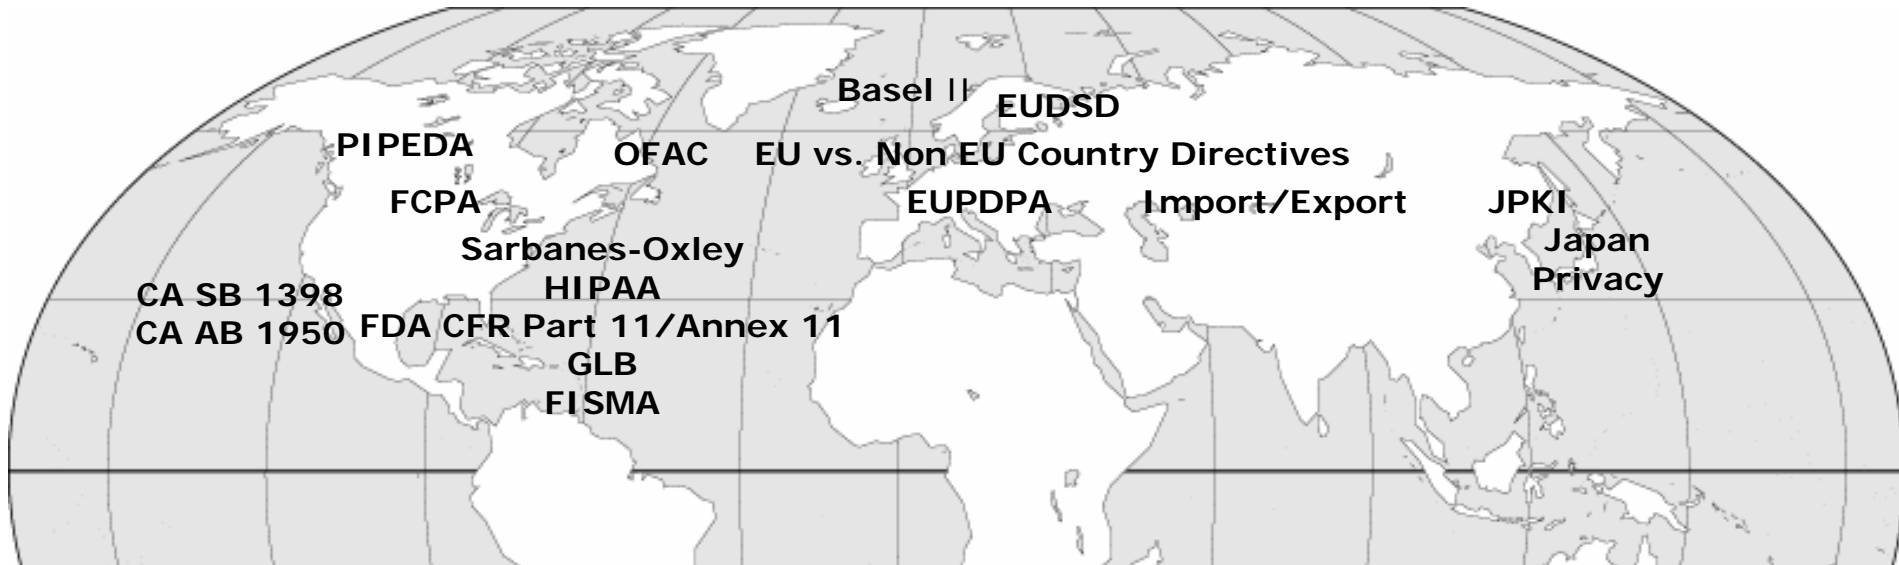 Basel II
EUDSD
PIPEDA
OFAC
EU vs. Non EU Country Directives
FCPA
EUPDPA
Import/Export
JPKI
Japan
Privacy
Sarbanes-Oxley
HIPAA
CA SB 1398
CA AB 1950
FDA CFR Part 11/Annex 11
GLB
FISMA